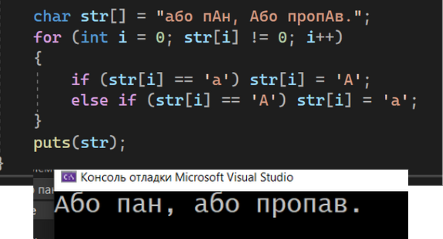 char str[] = "або пАн, Або пропАв.";
for (int i = 0; str[i] != 0; i++)
{
if (str[i] == 'а') str[i] = 'А';
else if (str[i] == 'А') str[i] = 'а';
}
puts(str);
}
Консоль отладки Microsoft Visual Studio
Або пан, або пропав.